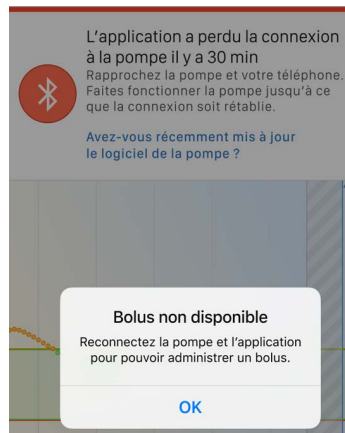 L'application a perdu la connexion
à la pompe il y a 30 min
Rapprochez la pompe et votre téléphone.
Faites fonctionner la pompe jusqu'à ce
que la connexion soit rétablie.
Avez-vous récemment mis à jour
le logiciel de la pompe ?
Bolus non disponible
Reconnectez la pompe et l'application
pour pouvoir administrer un bolus.
OK